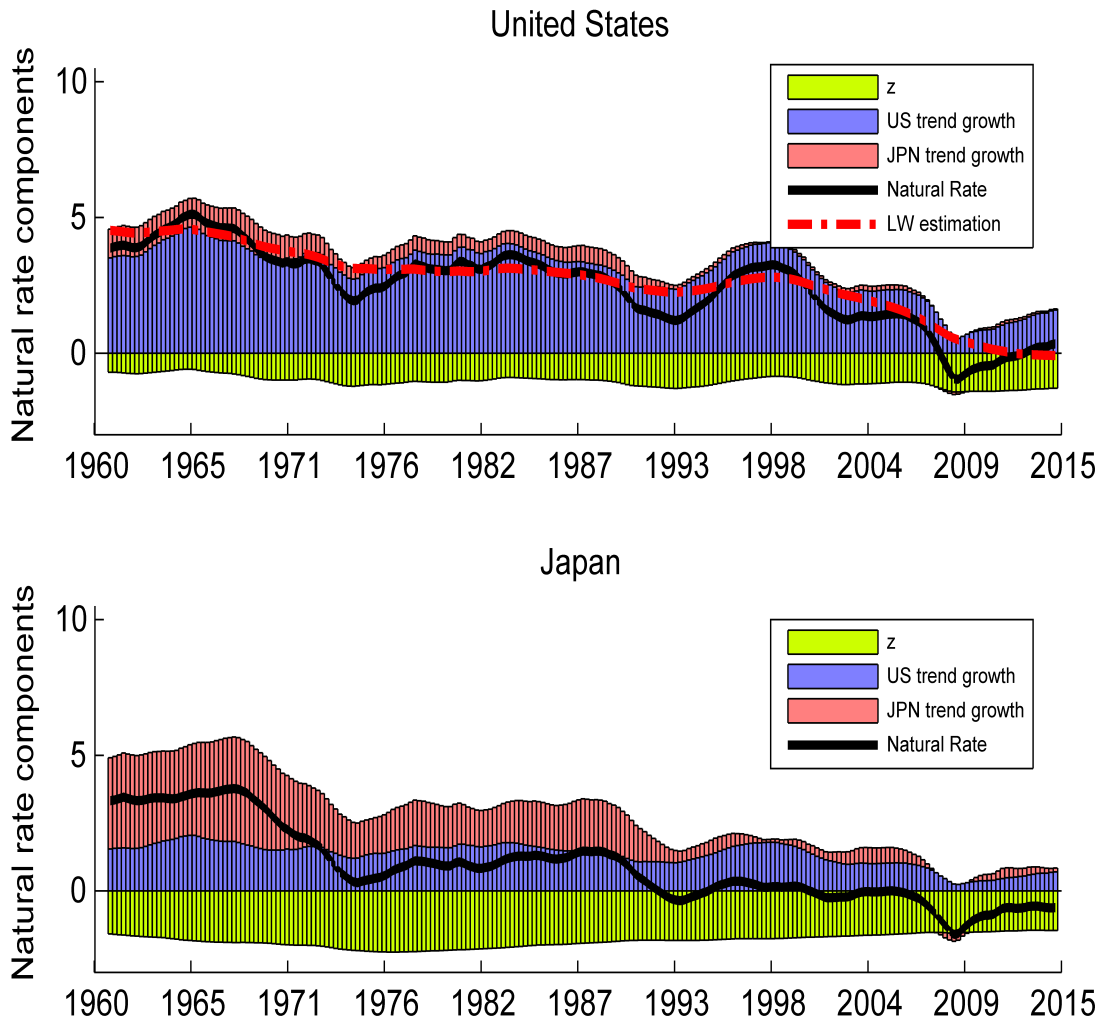 United States
Natural rate components
10
5
0
z
US trend growth
JPN trend growth
Natural Rate
LW estimation
1960 1965 1971 1976 1982 1987 1993 1998 2004 2009 2015
Japan
Natural rate components
10
5
0
z
US trend growth
JPN trend growth
Natural Rate
1960 1965 1971 1976 1982 1987 1993 1998 2004 2009 2015